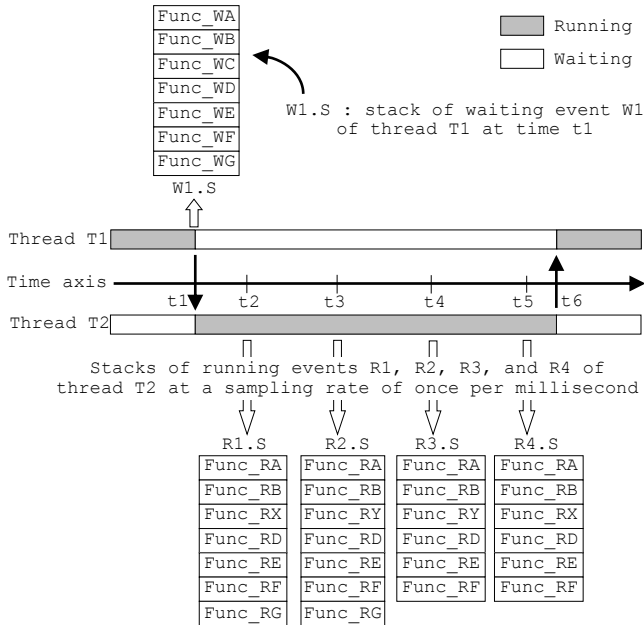 Func_WA
Func_WB
Func_WC
Func_WD
Func_WE
Func_WF
Func_WG
W1.S
Running
Waiting
W1.S : stack of waiting event W1
of thread T1 at time t1
Thread T1
Time axis
t1 t2 t3 t4 t5 t6
Thread T2
Stacks of running events R1, R2, R3, and R4 of
thread T2 at a sampling rate of once per millisecond
R1.S R2.S R3.S R4.S
Func_RA Func_RA Func_RA Func_RA
Func_RB Func_RB Func_RB Func_RB
Func_RX Func_RY Func_RY Func_RX
Func_RD Func_RD Func_RD Func_RD
Func_RE Func_RE Func_RE Func_RE
Func_RF Func_RF Func_RF Func_RF
Func_RG Func_RG